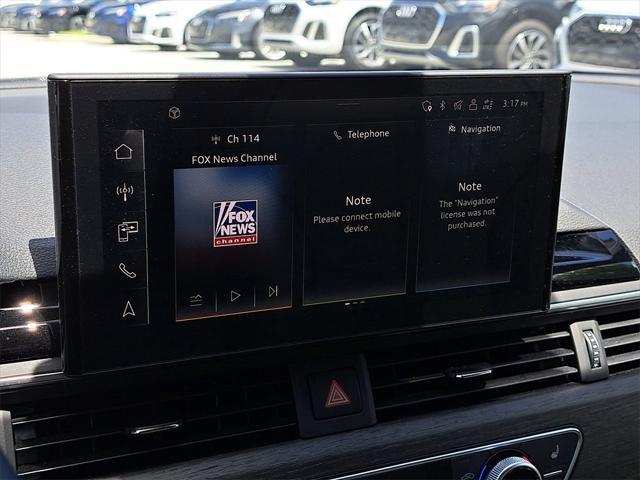 3:17 PM
Ch 114
FOX News Channel
FOX
NEWS
channel
Telephone
Note
Please connect mobile
device.
Navigation
Note
The "Navigation"
license was not
purchased.